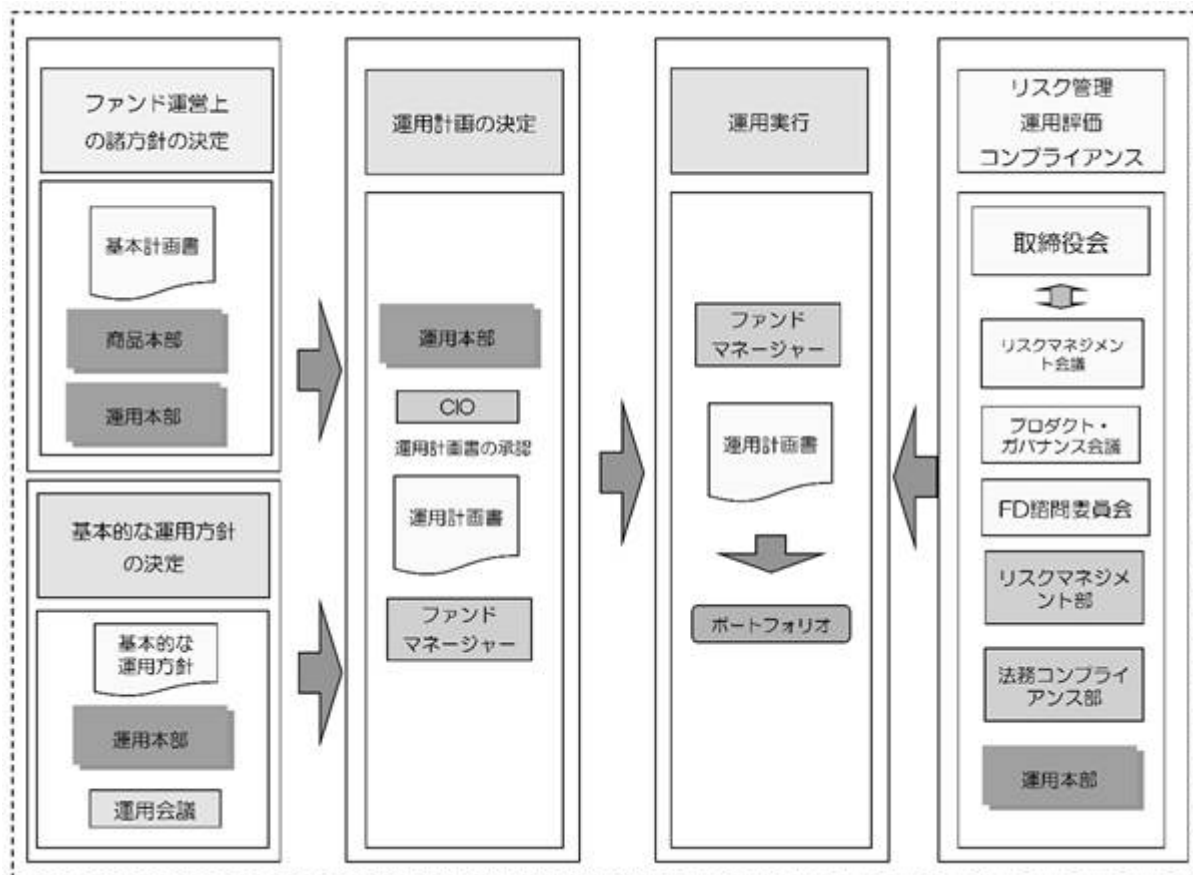 ファンド運営上
の諸方針の決定
基本計画書
商品本部
運用本部
基本的な運用方針
の決定
基本的な
運用方針
運用本部
運用会議
運用計画の決定
運用本部
CIO
運用計画書の承認
運用計画書
ファンド
マネージャー
運用実行
ファンド
マネージャー
運用計画書
ポートフォリオ
リスク管理
運用評価
コンプライアンス
取締役会
リスクマネジメン
ト会議
プロダクト・
ガバナンス会議
FD諮問委員会
リスクマネジメ
ント部
法務コンプライ
アンス部
運用本部